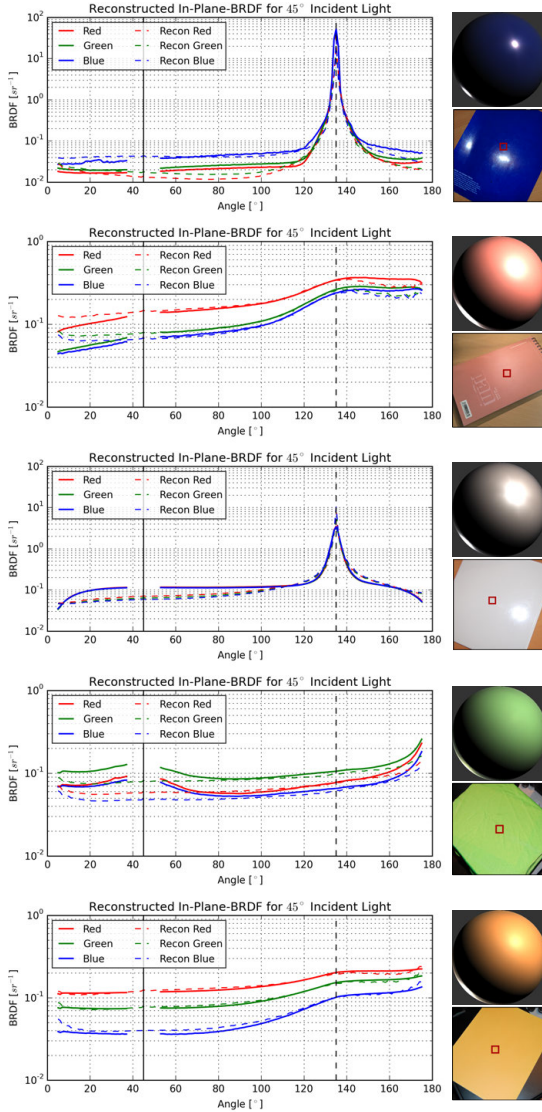 Reconstructed In-Plane-BRDF for 45° Incident Light
BRDF [sr⁻¹]
10²
10¹
10⁰
10⁻¹
10⁻²
Red
Green
Blue
Recon Red
Recon Green
Recon Blue
0 20 40 60 80 100 120 140 160 180
Angle [°]
Reconstructed In-Plane-BRDF for 45° Incident Light
BRDF [sr⁻¹]
10⁰
10⁻¹
10⁻²
Red
Green
Blue
Recon Red
Recon Green
Recon Blue
0 20 40 60 80 100 120 140 160 180
Angle [°]
Reconstructed In-Plane-BRDF for 45° Incident Light
BRDF [sr⁻¹]
10²
10¹
10⁰
10⁻¹
10⁻²
Red
Green
Blue
Recon Red
Recon Green
Recon Blue
0 20 40 60 80 100 120 140 160 180
Angle [°]
Reconstructed In-Plane-BRDF for 45° Incident Light
BRDF [sr⁻¹]
10⁰
10⁻¹
10⁻²
Red
Green
Blue
Recon Red
Recon Green
Recon Blue
0 20 40 60 80 100 120 140 160 180
Angle [°]
Reconstructed In-Plane-BRDF for 45° Incident Light
BRDF [sr⁻¹]
10⁰
10⁻¹
10⁻²
Red
Green
Blue
Recon Red
Recon Green
Recon Blue
0 20 40 60 80 100 120 140 160 180
Angle [°]